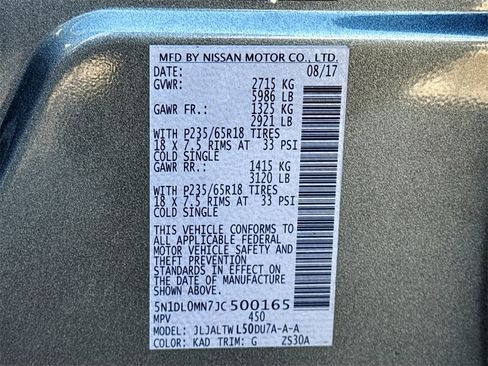 MFD BY NISSAN MOTOR CO., LTD.
DATE: 08/17
GVWR: 2715 KG
5986 LB
GAWR FR.: 1325 KG
2921 LB
WITH P235/65R18 TIRES
18 X 7.5 RIMS AT 33 PSI
COLD SINGLE
GAWR RR.: 1415 KG
3120 LB
WITH P235/65R18 TIRES
18 X 7.5 RIMS AT 33 PSI
COLD SINGLE
THIS VEHICLE CONFORMS TO
ALL APPLICABLE FEDERAL
MOTOR VEHICLE SAFETY AND
THEFT PREVENTION
STANDARDS IN EFFECT ON
THE DATE OF MANUFACTURE
5N1DL0MN7JC500165
MPV 450
MODEL: JLJALTWL50DU7A-A-A
COLOR: KAD TRIM: G ZS30A